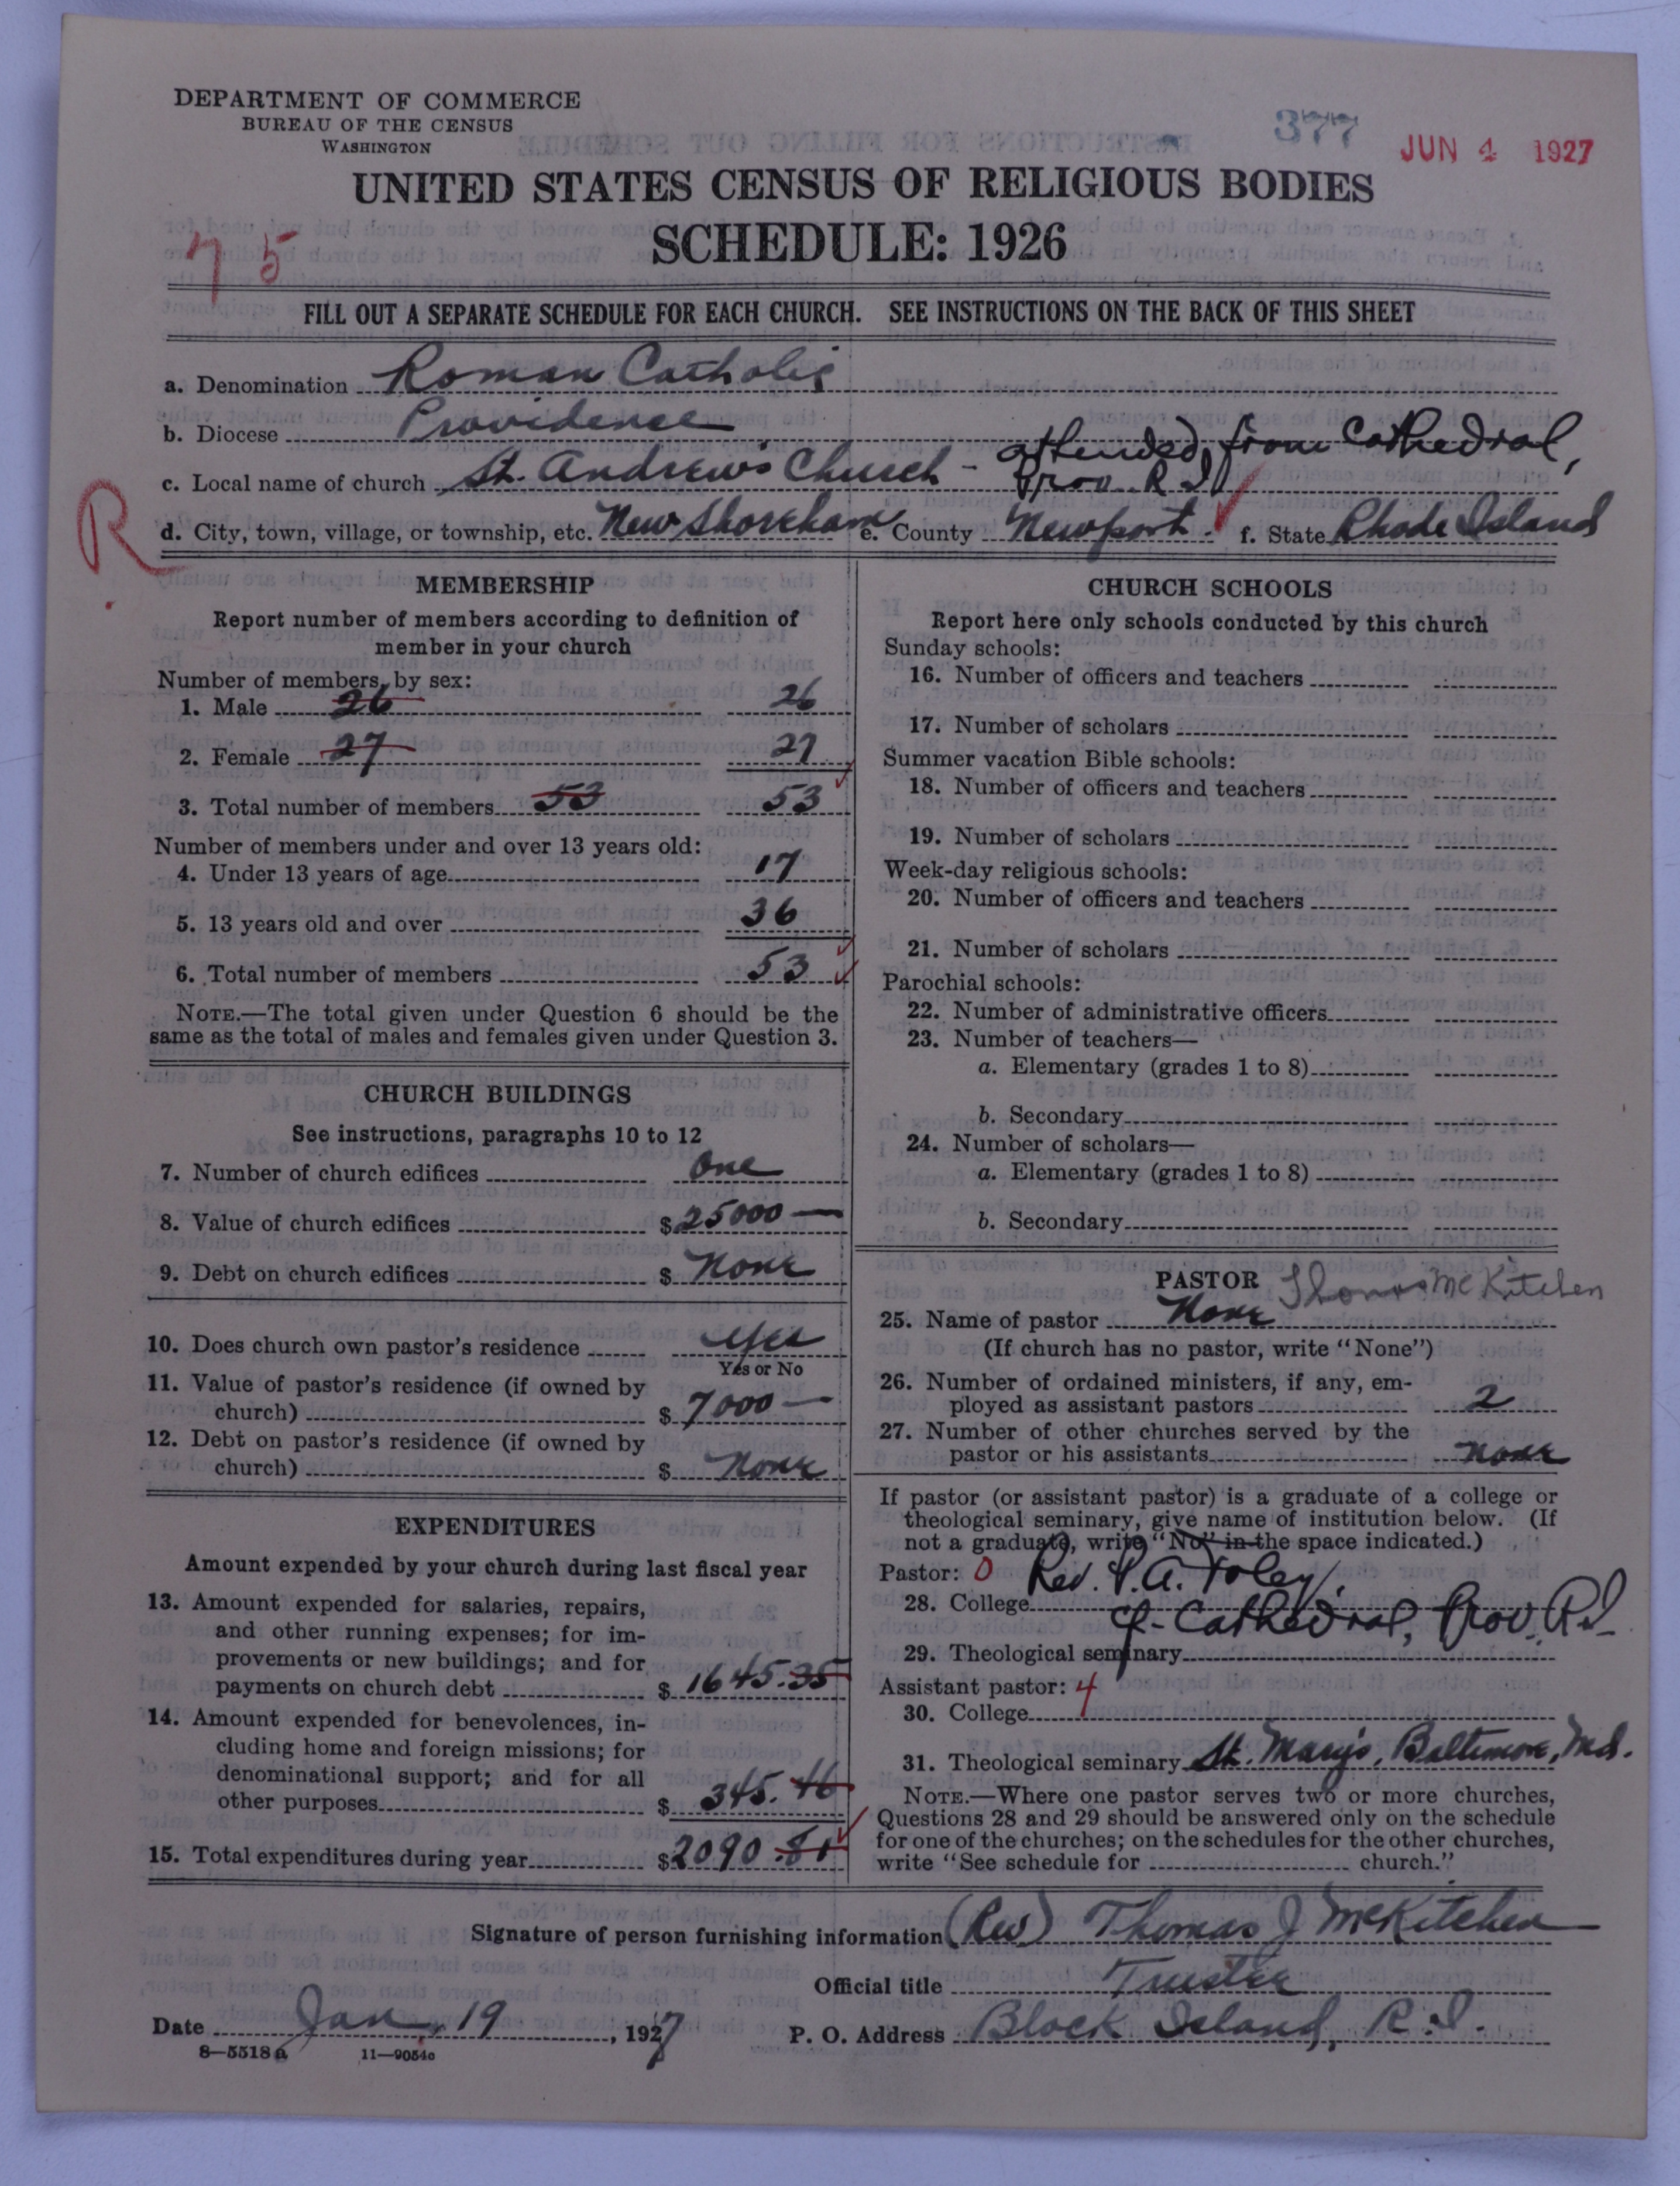 DEPARTMENT OF COMMERCE
BUREAU OF THE CENSUS
WASHINGTON
377
JUN 4 1927
UNITED STATES CENSUS OF RELIGIOUS BODIES
SCHEDULE: 1926
75
FILL OUT A SEPARATE SCHEDULE FOR EACH CHURCH. SEE INSTRUCTIONS ON THE BACK OF THIS SHEET
a. Denomination Roman Catholic
b. Diocese Providence
c. Local name of church St. Andrew's Church - attended from Cathedral, Prov. R.I.
R
d. City, town, village, or township, etc. New Shoreham e. County Newport. f. State Rhode Island
MEMBERSHIP
Report number of members according to definition of
member in your church
Number of members, by sex:
1. Male 26 26
2. Female 27 27
3. Total number of members 53 53
Number of members under and over 13 years old:
4. Under 13 years of age 17
5. 13 years old and over 36
6. Total number of members 53
NOTE.—The total given under Question 6 should be the
same as the total of males and females given under Question 3.
CHURCH BUILDINGS
See instructions, paragraphs 10 to 12
7. Number of church edifices One
8. Value of church edifices $ 25000 —
9. Debt on church edifices $ None
10. Does church own pastor's residence Yes
Yes or No
11. Value of pastor's residence (if owned by
church) $ 7000 —
12. Debt on pastor's residence (if owned by
church) $ None
EXPENDITURES
Amount expended by your church during last fiscal year
13. Amount expended for salaries, repairs,
and other running expenses; for im-
provements or new buildings; and for
payments on church debt $ 1645.35
14. Amount expended for benevolences, in-
cluding home and foreign missions; for
denominational support; and for all
other purposes $ 345.46
15. Total expenditures during year $2090.81
CHURCH SCHOOLS
Report here only schools conducted by this church
Sunday schools:
16. Number of officers and teachers
17. Number of scholars
Summer vacation Bible schools:
18. Number of officers and teachers
19. Number of scholars
Week-day religious schools:
20. Number of officers and teachers
21. Number of scholars
Parochial schools:
22. Number of administrative officers
23. Number of teachers—
a. Elementary (grades 1 to 8)
b. Secondary
24. Number of scholars—
a. Elementary (grades 1 to 8)
b. Secondary
PASTOR Thomas McKitchen
25. Name of pastor None
(If church has no pastor, write "None")
26. Number of ordained ministers, if any, em-
ployed as assistant pastors 2
27. Number of other churches served by the
pastor or his assistants None
If pastor (or assistant pastor) is a graduate of a college or
theological seminary, give name of institution below. (If
not a graduate, write "No" in the space indicated.)
Pastor: 0 Rev. P. A. Foley,
28. College cf. Cathedral, Prov. R.I.
29. Theological seminary
Assistant pastor: 4
30. College
31. Theological seminary St. Mary's, Baltimore, Md.
NOTE.—Where one pastor serves two or more churches,
Questions 28 and 29 should be answered only on the schedule
for one of the churches; on the schedules for the other churches,
write "See schedule for church."
Signature of person furnishing information (Rev) Thomas J McKitchen
Official title Trustee
Date Jan, 19, 1927 P. O. Address Block Island, R.I.
8—5518a 11—9054c